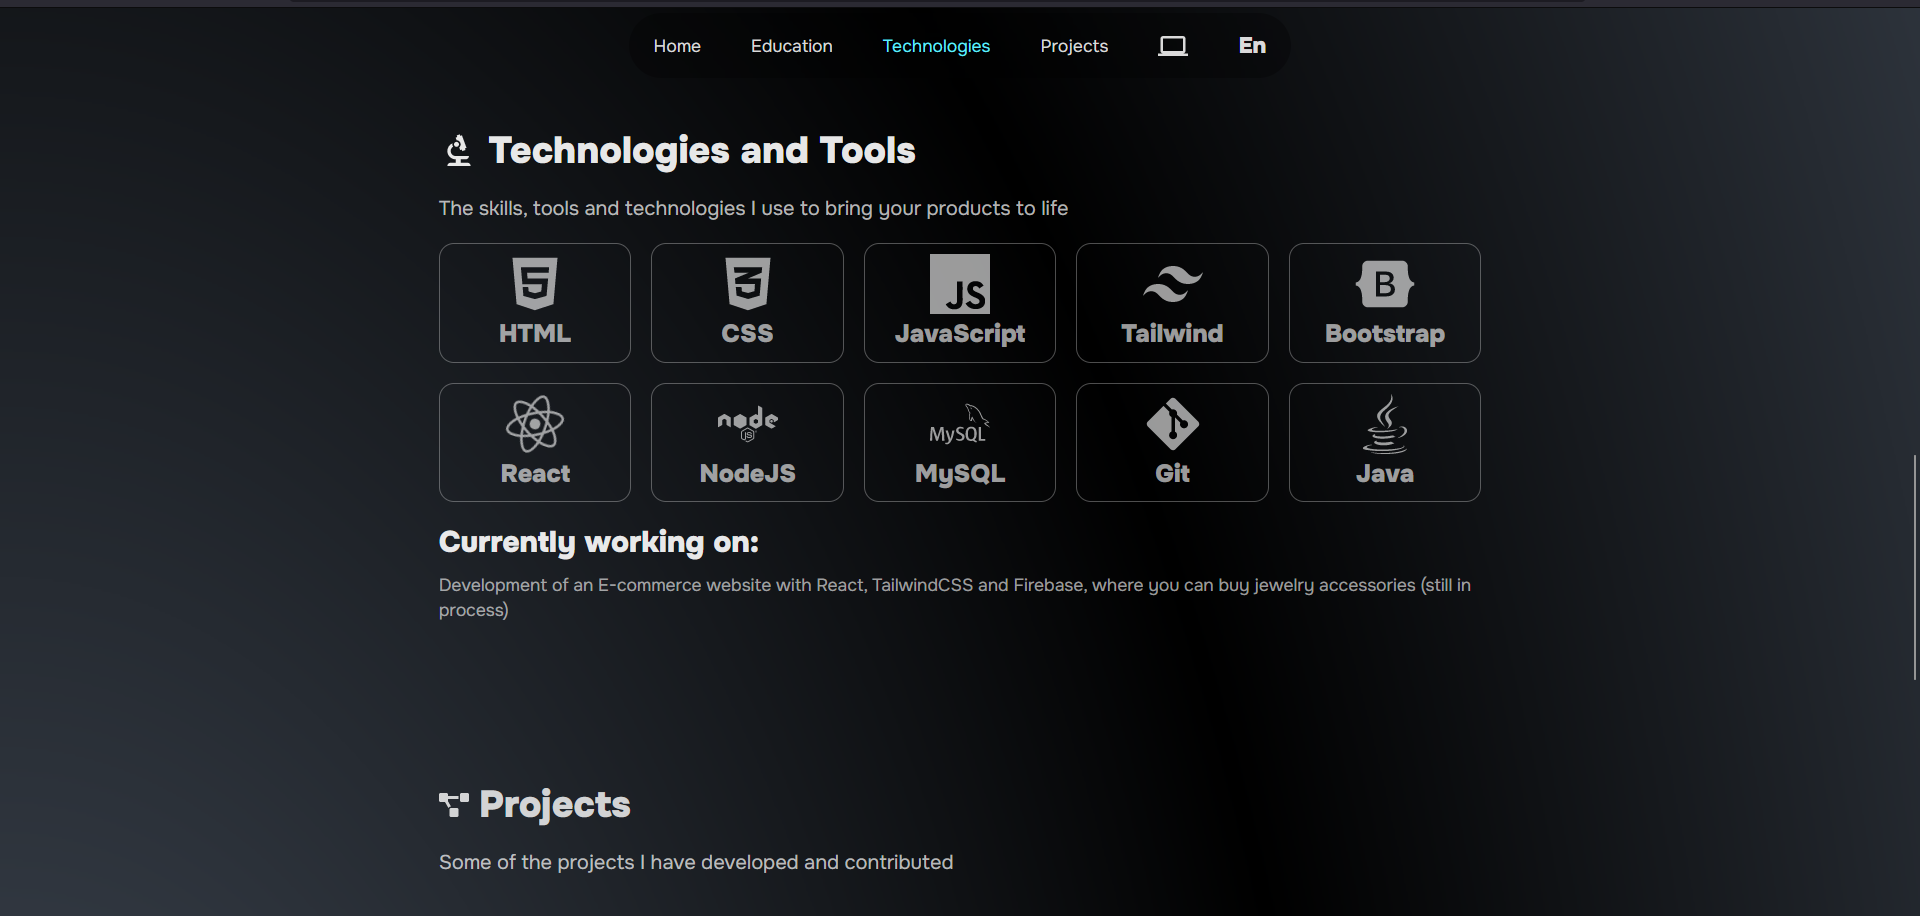 Home Education Technologies Projects En
Technologies and Tools
The skills, tools and technologies I use to bring your products to life
5 3 JS B
HTML CSS JavaScript Tailwind Bootstrap
node JS MySQL
React NodeJS MySQL Git Java
Currently working on:
Development of an E-commerce website with React, TailwindCSS and Firebase, where you can buy jewelry accessories (still in
process)
Projects
Some of the projects I have developed and contributed